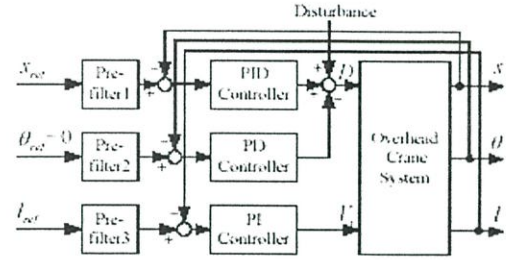 Disturbance
x_ref
Pre-
filter1
PID
Controller
D
x
θ_ref = 0
Pre-
filter2
PD
Controller
Overhead
Crane
System
θ
l_ref
Pre-
filter3
PI
Controller
l